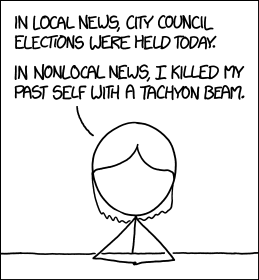 IN LOCAL NEWS, CITY COUNCIL
ELECTIONS WERE HELD TODAY.
IN NONLOCAL NEWS, I KILLED MY
PAST SELF WITH A TACHYON BEAM.